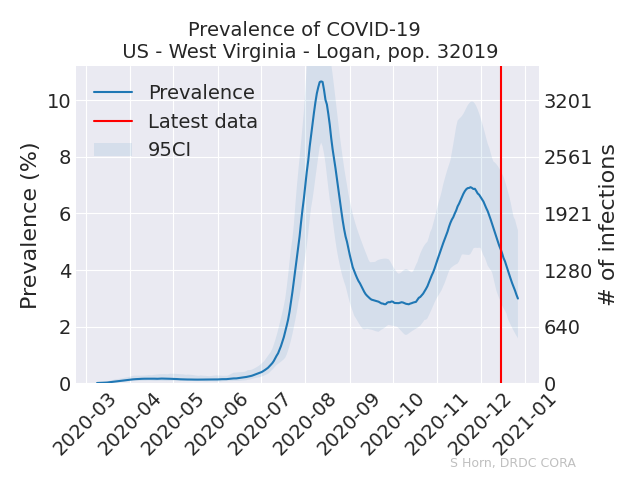 Prevalence of COVID-19
US - West Virginia - Logan, pop. 32019
Prevalence
Latest data
95CI
Prevalence (%)
10
8
6
4
2
0
3201
2561
1921
1280
640
0
# of infections
2020-03
2020-04
2020-05
2020-06
2020-07
2020-08
2020-09
2020-10
2020-11
2020-12
2021-01
S Horn, DRDC CORA